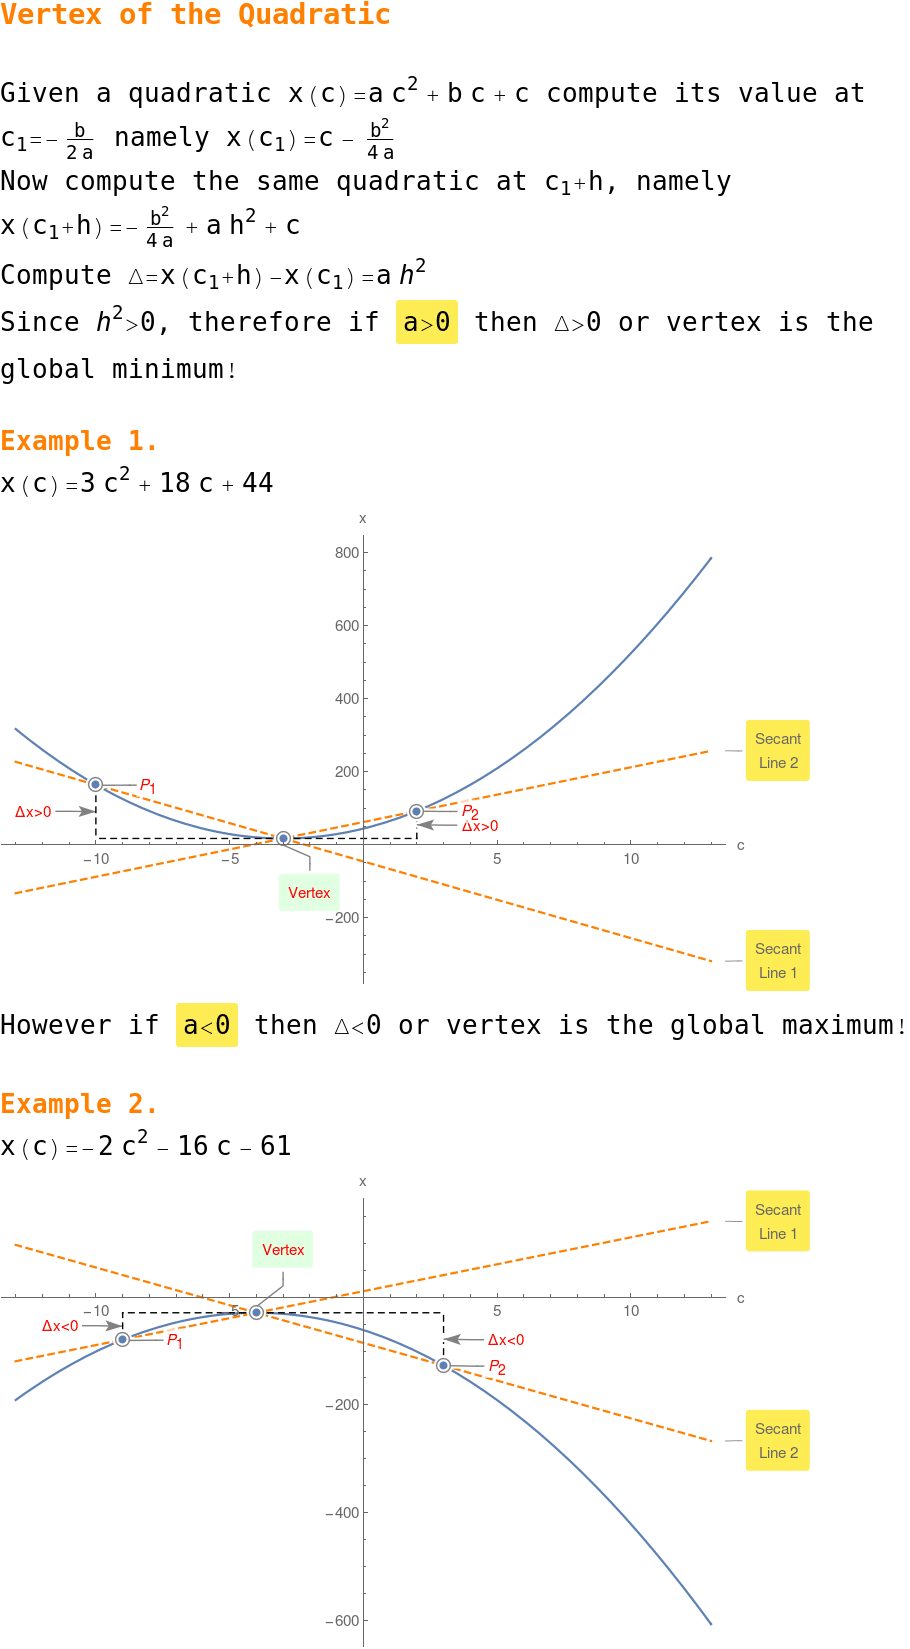 Vertex of the Quadratic
Given a quadratic x(c)=a c² + b c + c compute its value at
c₁=- b/(2 a) namely x(c₁)=c - b²/(4 a)
Now compute the same quadratic at c₁+h, namely
x(c₁+h)=- b²/(4 a) + a h² + c
Compute Δ=x(c₁+h)-x(c₁)=a h²
Since h²>0, therefore if a>0 then Δ>0 or vertex is the
global minimum!
Example 1.
x(c)=3 c² + 18 c + 44
x
800
600
400
200
-200
-10
-5
5
10
c
P₁
Δx>0
P₂
Δx>0
Vertex
Secant
Line 2
Secant
Line 1
However if a<0 then Δ<0 or vertex is the global maximum!
Example 2.
x(c)=-2 c² - 16 c - 61
x
Secant
Line 1
Vertex
-10
5
5
10
c
Δx<0
P₁
Δx<0
P₂
-200
-400
-600
Secant
Line 2